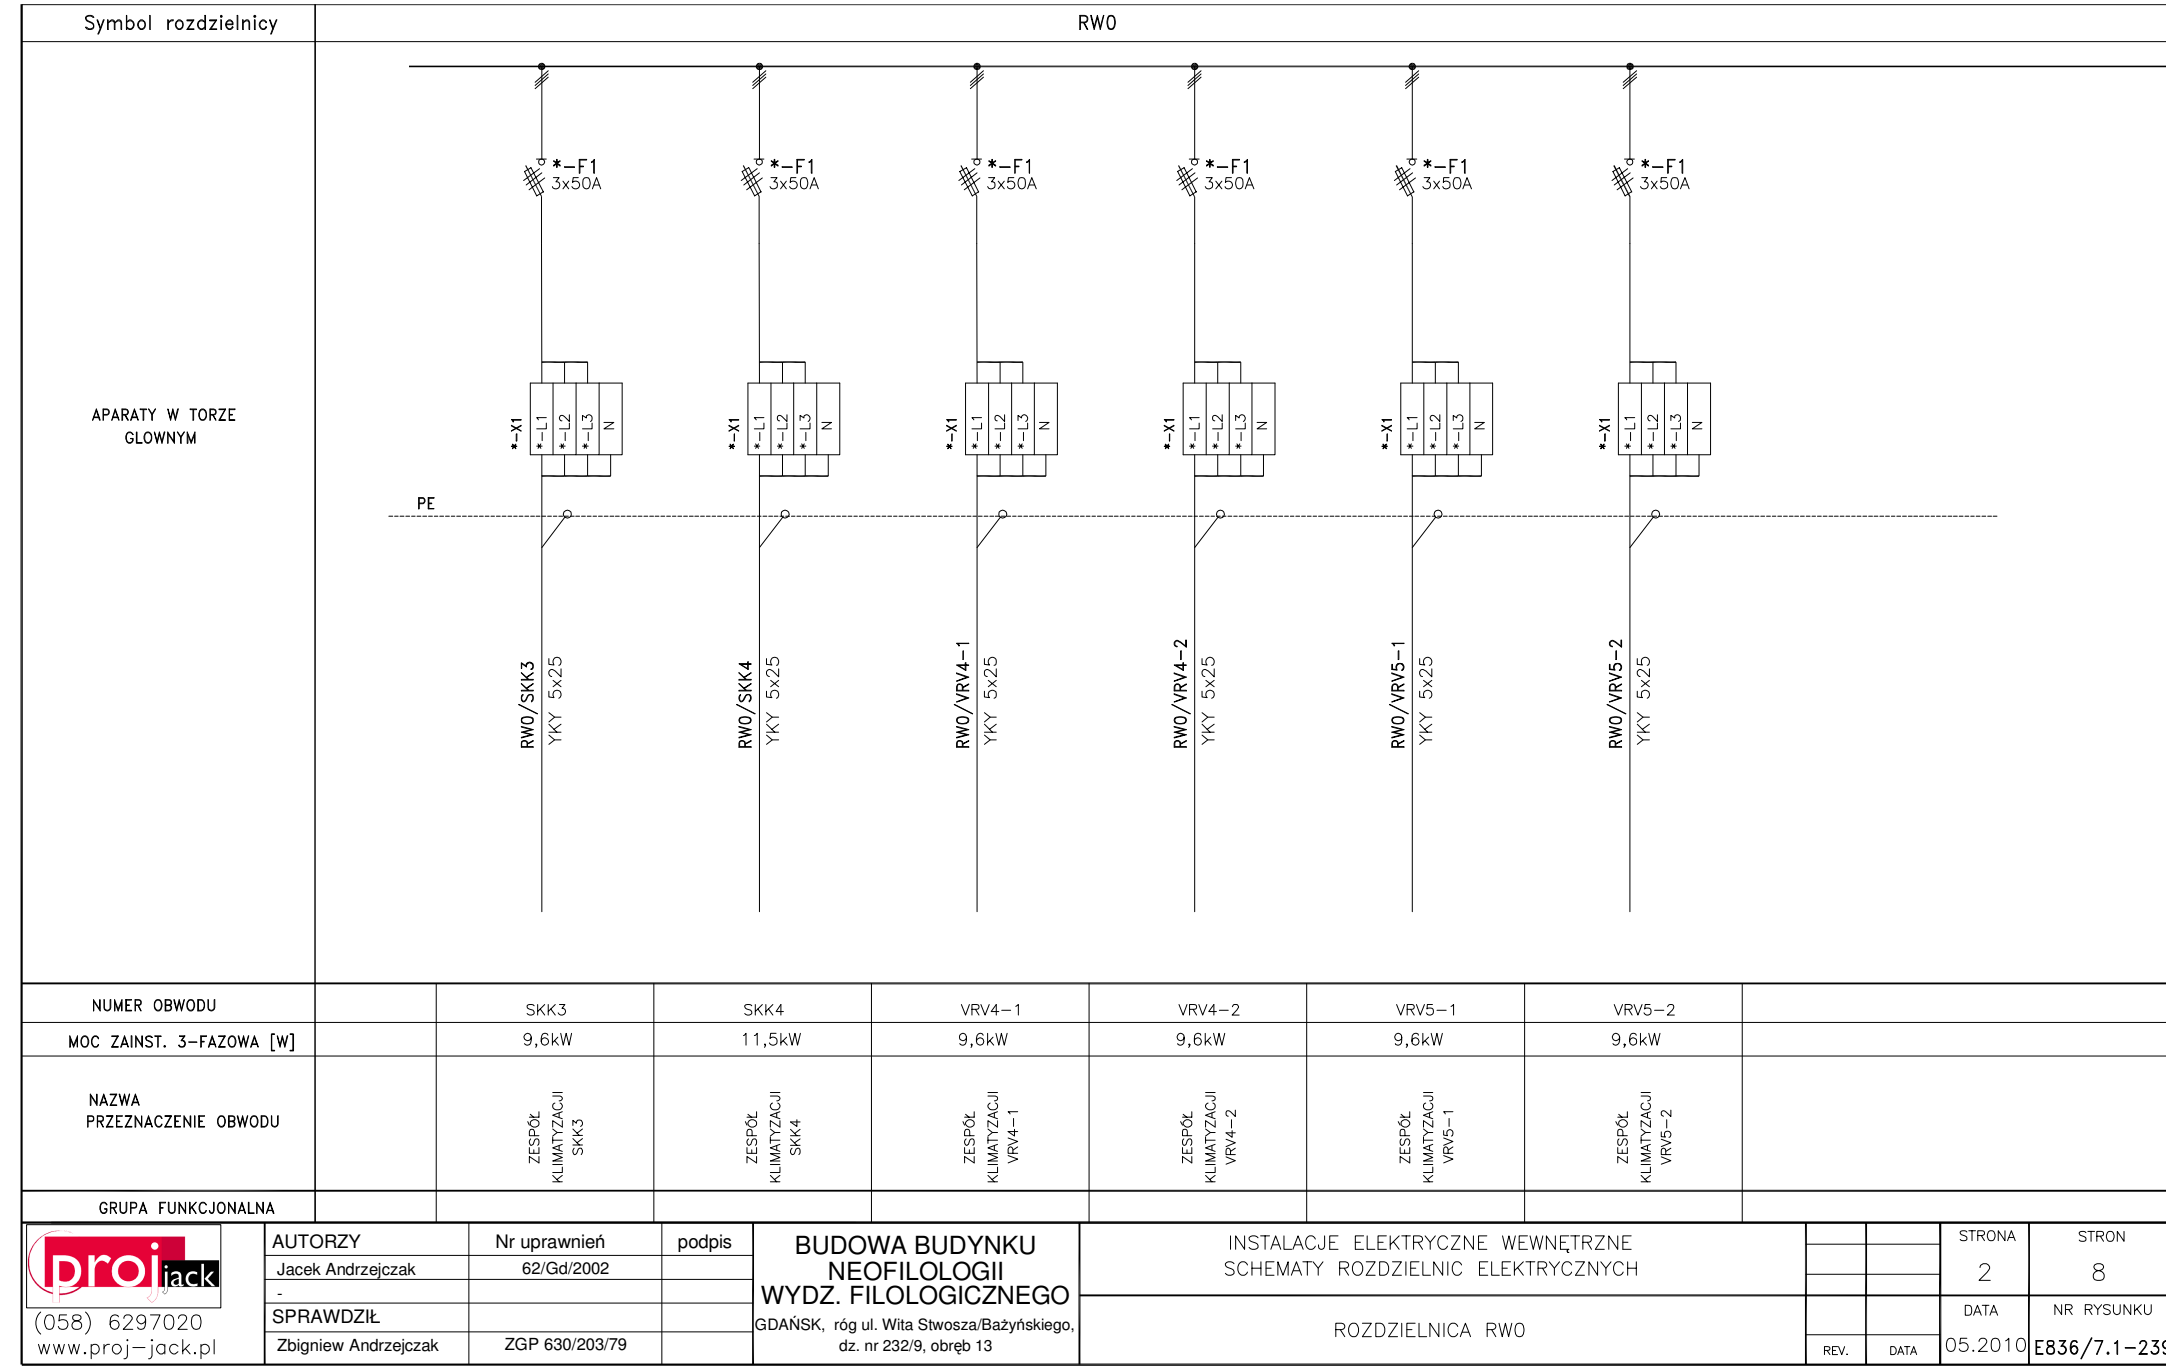 Symbol rozdzielnicy
RW0
*-F1
3x50A
*-F1
3x50A
*-F1
3x50A
*-F1
3x50A
*-F1
3x50A
*-F1
3x50A
APARATY W TORZE
GLOWNYM
*-X1
*-L1
*-L2
*-L3
N
*-X1
*-L1
*-L2
*-L3
N
*-X1
*-L1
*-L2
*-L3
N
*-X1
*-L1
*-L2
*-L3
N
*-X1
*-L1
*-L2
*-L3
N
*-X1
*-L1
*-L2
*-L3
N
PE
RW0/SKK3
YKY 5x25
RW0/SKK4
YKY 5x25
RW0/VRV4-1
YKY 5x25
RW0/VRV4-2
YKY 5x25
RW0/VRV5-1
YKY 5x25
RW0/VRV5-2
YKY 5x25
NUMER OBWODU
SKK3
SKK4
VRV4-1
VRV4-2
VRV5-1
VRV5-2
MOC ZAINST. 3-FAZOWA [W]
9,6kW
11,5kW
9,6kW
9,6kW
9,6kW
9,6kW
NAZWA
PRZEZNACZENIE OBWODU
ZESPÓŁ
KLIMATYZACJI
SKK3
ZESPÓŁ
KLIMATYZACJI
SKK4
ZESPÓŁ
KLIMATYZACJI
VRV4-1
ZESPÓŁ
KLIMATYZACJI
VRV4-2
ZESPÓŁ
KLIMATYZACJI
VRV5-1
ZESPÓŁ
KLIMATYZACJI
VRV5-2
GRUPA FUNKCJONALNA
proj jack
(058) 6297020
www.proj-jack.pl
AUTORZY
Nr uprawnień
podpis
Jacek Andrzejczak
62/Gd/2002
-
SPRAWDZIŁ
Zbigniew Andrzejczak
ZGP 630/203/79
BUDOWA BUDYNKU
NEOFILOLOGII
WYDZ. FILOLOGICZNEGO
GDAŃSK, róg ul. Wita Stwosza/Bażyńskiego,
dz. nr 232/9, obręb 13
INSTALACJE ELEKTRYCZNE WEWNĘTRZNE
SCHEMATY ROZDZIELNIC ELEKTRYCZNYCH
ROZDZIELNICA RW0
REV.
DATA
STRONA
2
STRON
8
DATA
05.2010
NR RYSUNKU
E836/7.1-239